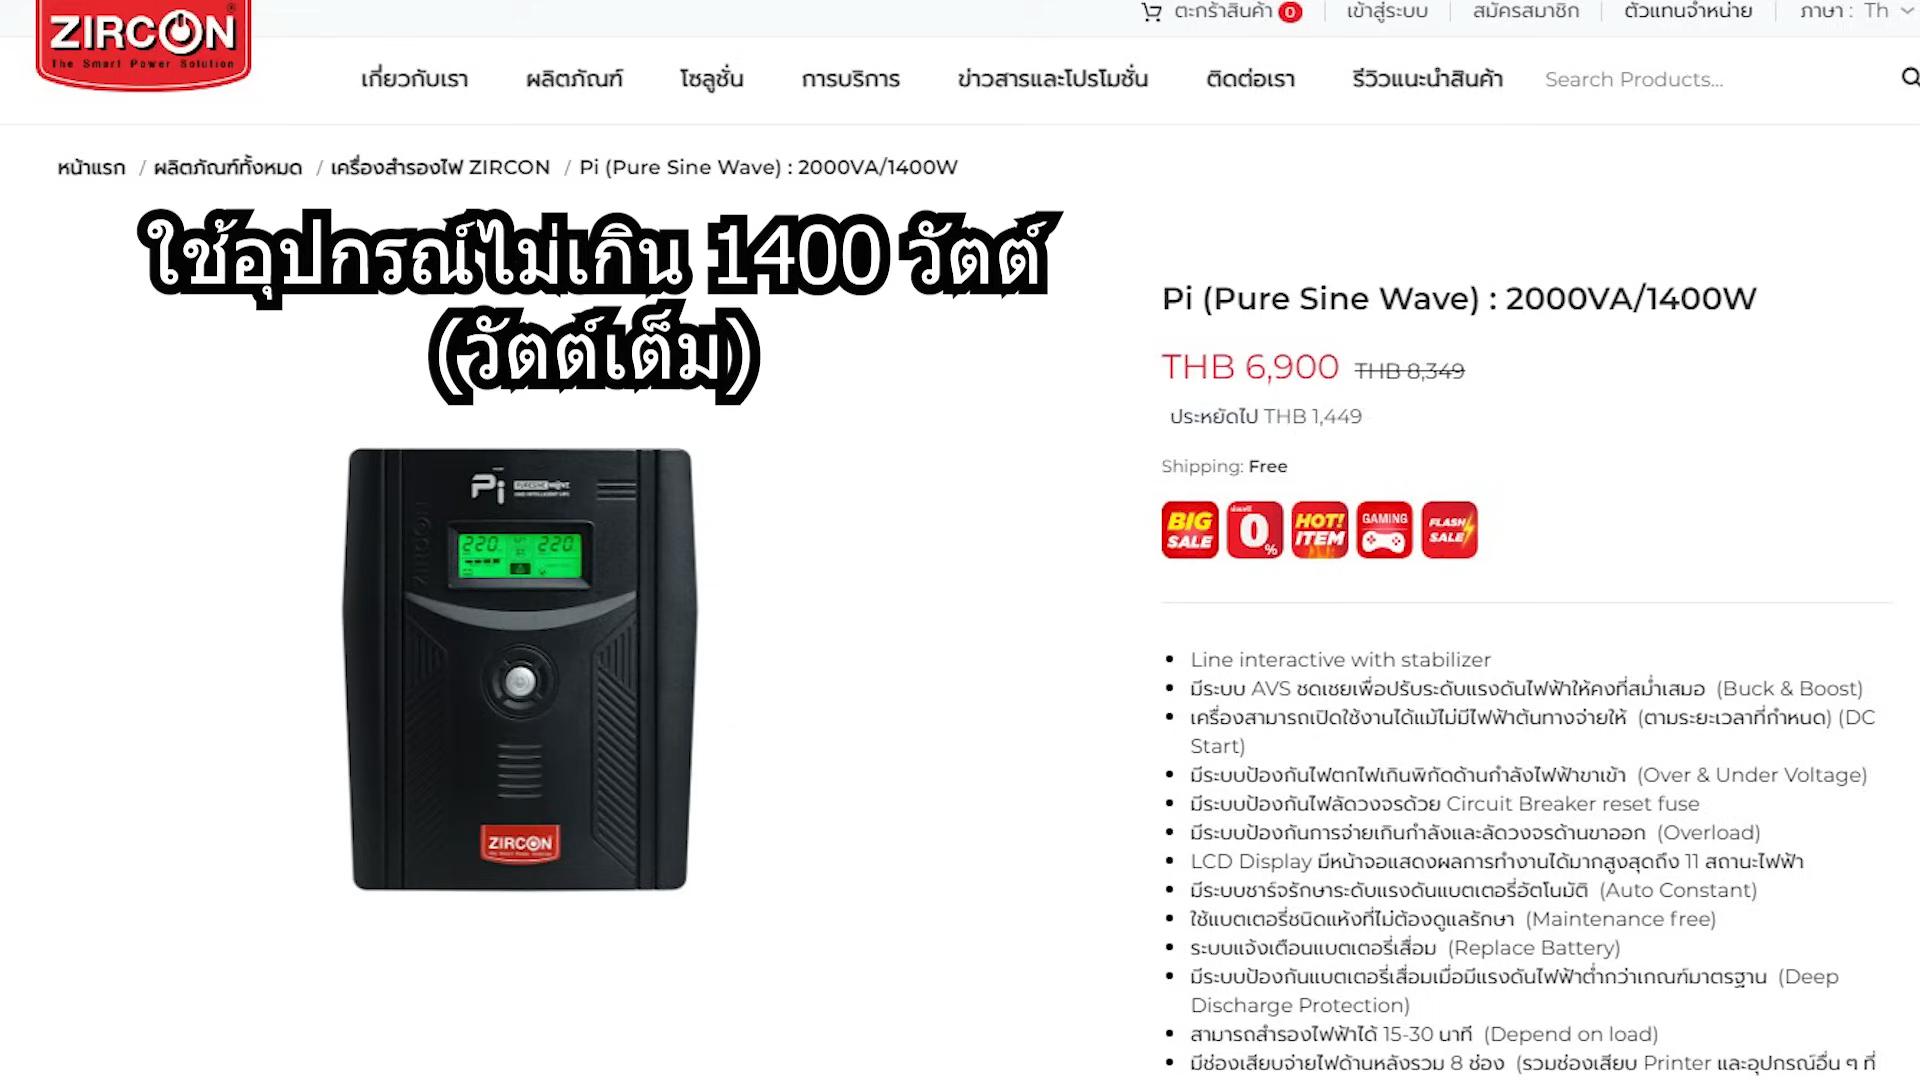 ZIRCON®
The Smart Power Solution
ตะกร้าสินค้า 0
เข้าสู่ระบบ
สมัครสมาชิก
ตัวแทนจำหน่าย
ภาษา : Th
เกี่ยวกับเรา
ผลิตภัณฑ์
โซลูชั่น
การบริการ
ข่าวสารและโปรโมชั่น
ติดต่อเรา
รีวิวแนะนำสินค้า
Search Products...
หน้าแรก / ผลิตภัณฑ์ทั้งหมด / เครื่องสำรองไฟ ZIRCON / Pi (Pure Sine Wave) : 2000VA/1400W
ใช้อุปกรณ์ไม่เกิน 1400 วัตต์
(วัตต์เต็ม)
Pi
220 220
ZIRCON
ZIRCON
Pi (Pure Sine Wave) : 2000VA/1400W
THB 6,900 THB 8,349
ประหยัดไป THB 1,449
Shipping: Free
BIG SALE
0%
HOT! ITEM
GAMING
FLASH SALE
Line interactive with stabilizer
มีระบบ AVS ชดเชยเพื่อปรับระดับแรงดันไฟฟ้าให้คงที่สม่ำเสมอ (Buck & Boost)
เครื่องสามารถเปิดใช้งานได้แม้ไม่มีไฟฟ้าต้นทางจ่ายให้ (ตามระยะเวลาที่กำหนด) (DC
Start)
มีระบบป้องกันไฟตกไฟเกินพิกัดด้านกำลังไฟฟ้าขาเข้า (Over & Under Voltage)
มีระบบป้องกันไฟลัดวงจรด้วย Circuit Breaker reset fuse
มีระบบป้องกันการจ่ายเกินกำลังและลัดวงจรด้านขาออก (Overload)
LCD Display มีหน้าจอแสดงผลการทำงานได้มากสูงสุดถึง 11 สถานะไฟฟ้า
มีระบบชาร์จรักษาระดับแรงดันแบตเตอรี่อัตโนมัติ (Auto Constant)
ใช้แบตเตอรี่ชนิดแห้งที่ไม่ต้องดูแลรักษา (Maintenance free)
ระบบแจ้งเตือนแบตเตอรี่เสื่อม (Replace Battery)
มีระบบป้องกันแบตเตอรี่เสื่อมเมื่อมีแรงดันไฟฟ้าต่ำกว่าเกณฑ์มาตรฐาน (Deep
Discharge Protection)
สามารถสำรองไฟฟ้าได้ 15-30 นาที (Depend on load)
มีช่องเสียบจ่ายไฟด้านหลังรวม 8 ช่อง (รวมช่องเสียบ Printer และอุปกรณ์อื่น ๆ ที่